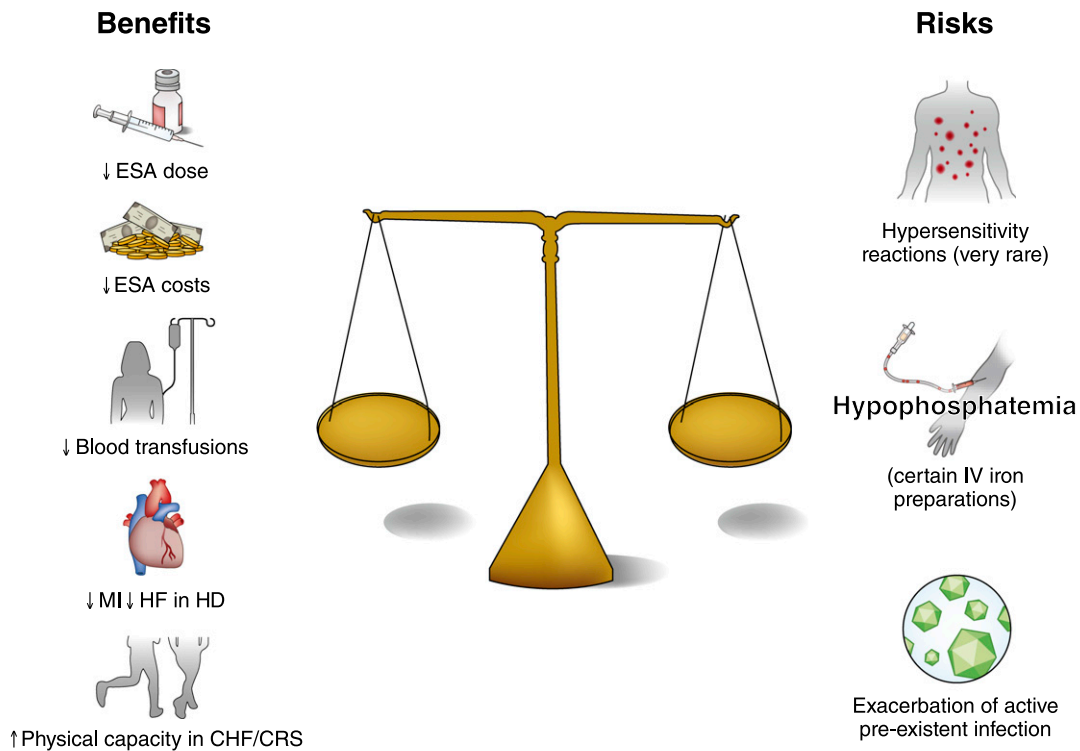 Benefits
↓ ESA dose
↓ ESA costs
↓ Blood transfusions
↓ MI ↓ HF in HD
↑ Physical capacity in CHF/CRS
Risks
Hypersensitivity
reactions (very rare)
Hypophosphatemia
(certain IV iron
preparations)
Exacerbation of active
pre-existent infection